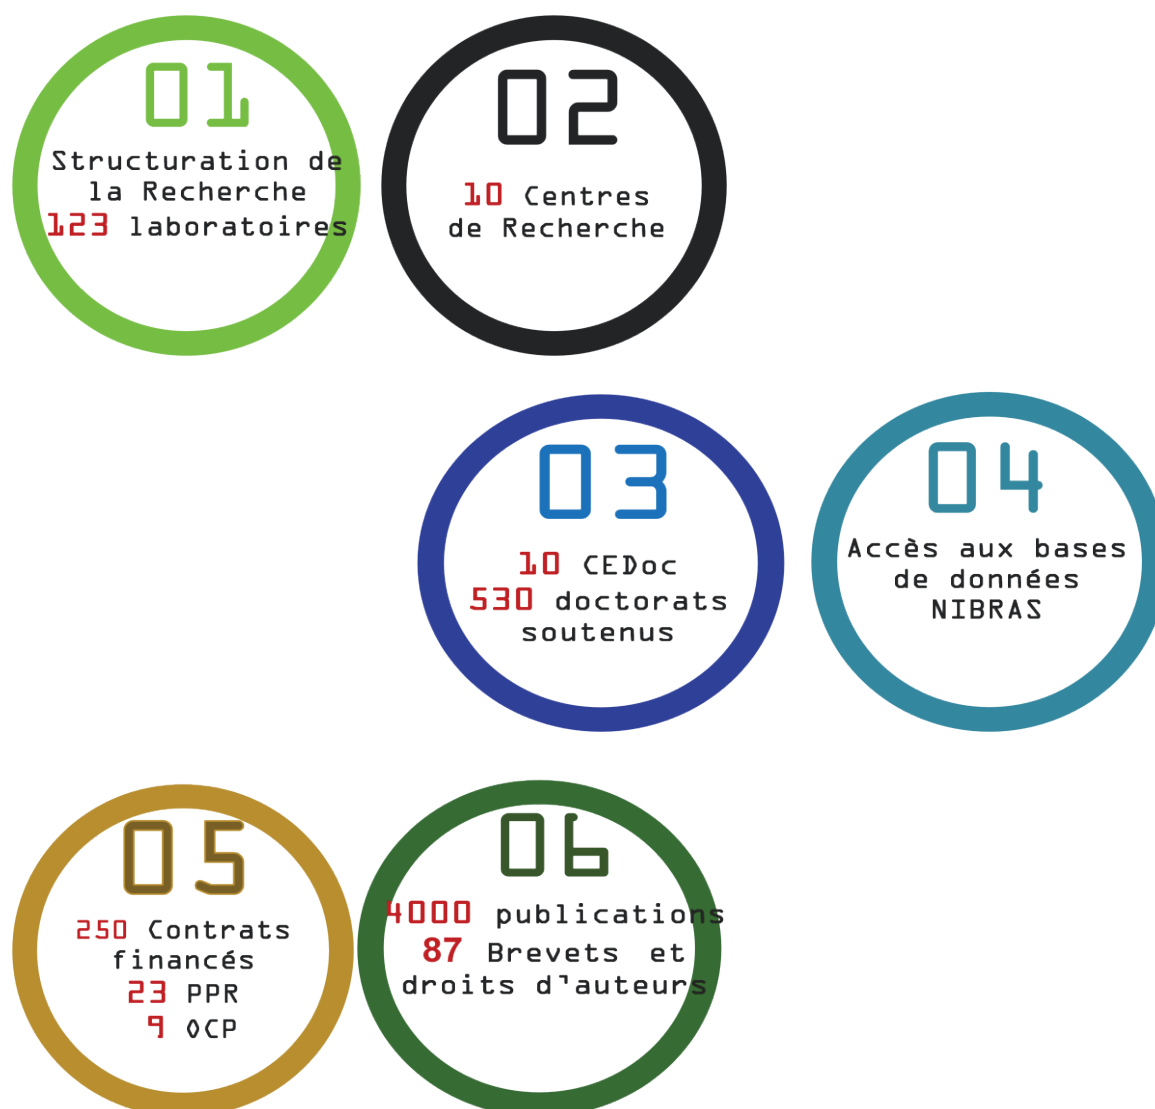 01
Structuration de
la Recherche
123 laboratoires
02
10 Centres
de Recherche
03
10 CEDoc
530 doctorats
soutenus
04
Accès aux bases
de données
NIBRAS
05
250 Contrats
financés
23 PPR
9 OCP
06
4000 publications
87 Brevets et
droits d'auteurs